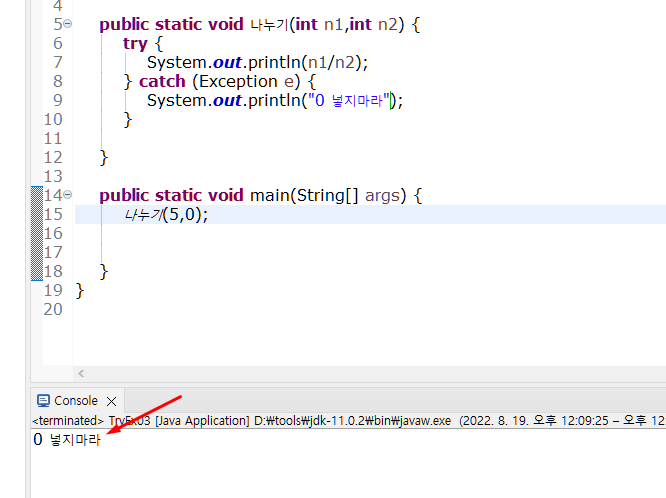 4
5 public static void 나누기(int n1,int n2) {
6 try {
7 System.out.println(n1/n2);
8 } catch (Exception e) {
9 System.out.println("0 넣지마라");
10 }
11
12 }
13
14 public static void main(String[] args) {
15 나누기(5,0);
16
17
18 }
19 }
20
Console
<terminated> TryEx03 [Java Application] D:₩tools₩jdk-11.0.2₩bin₩javaw.exe (2022. 8. 19. 오후 12:09:25 – 오후 12
0 넣지마라